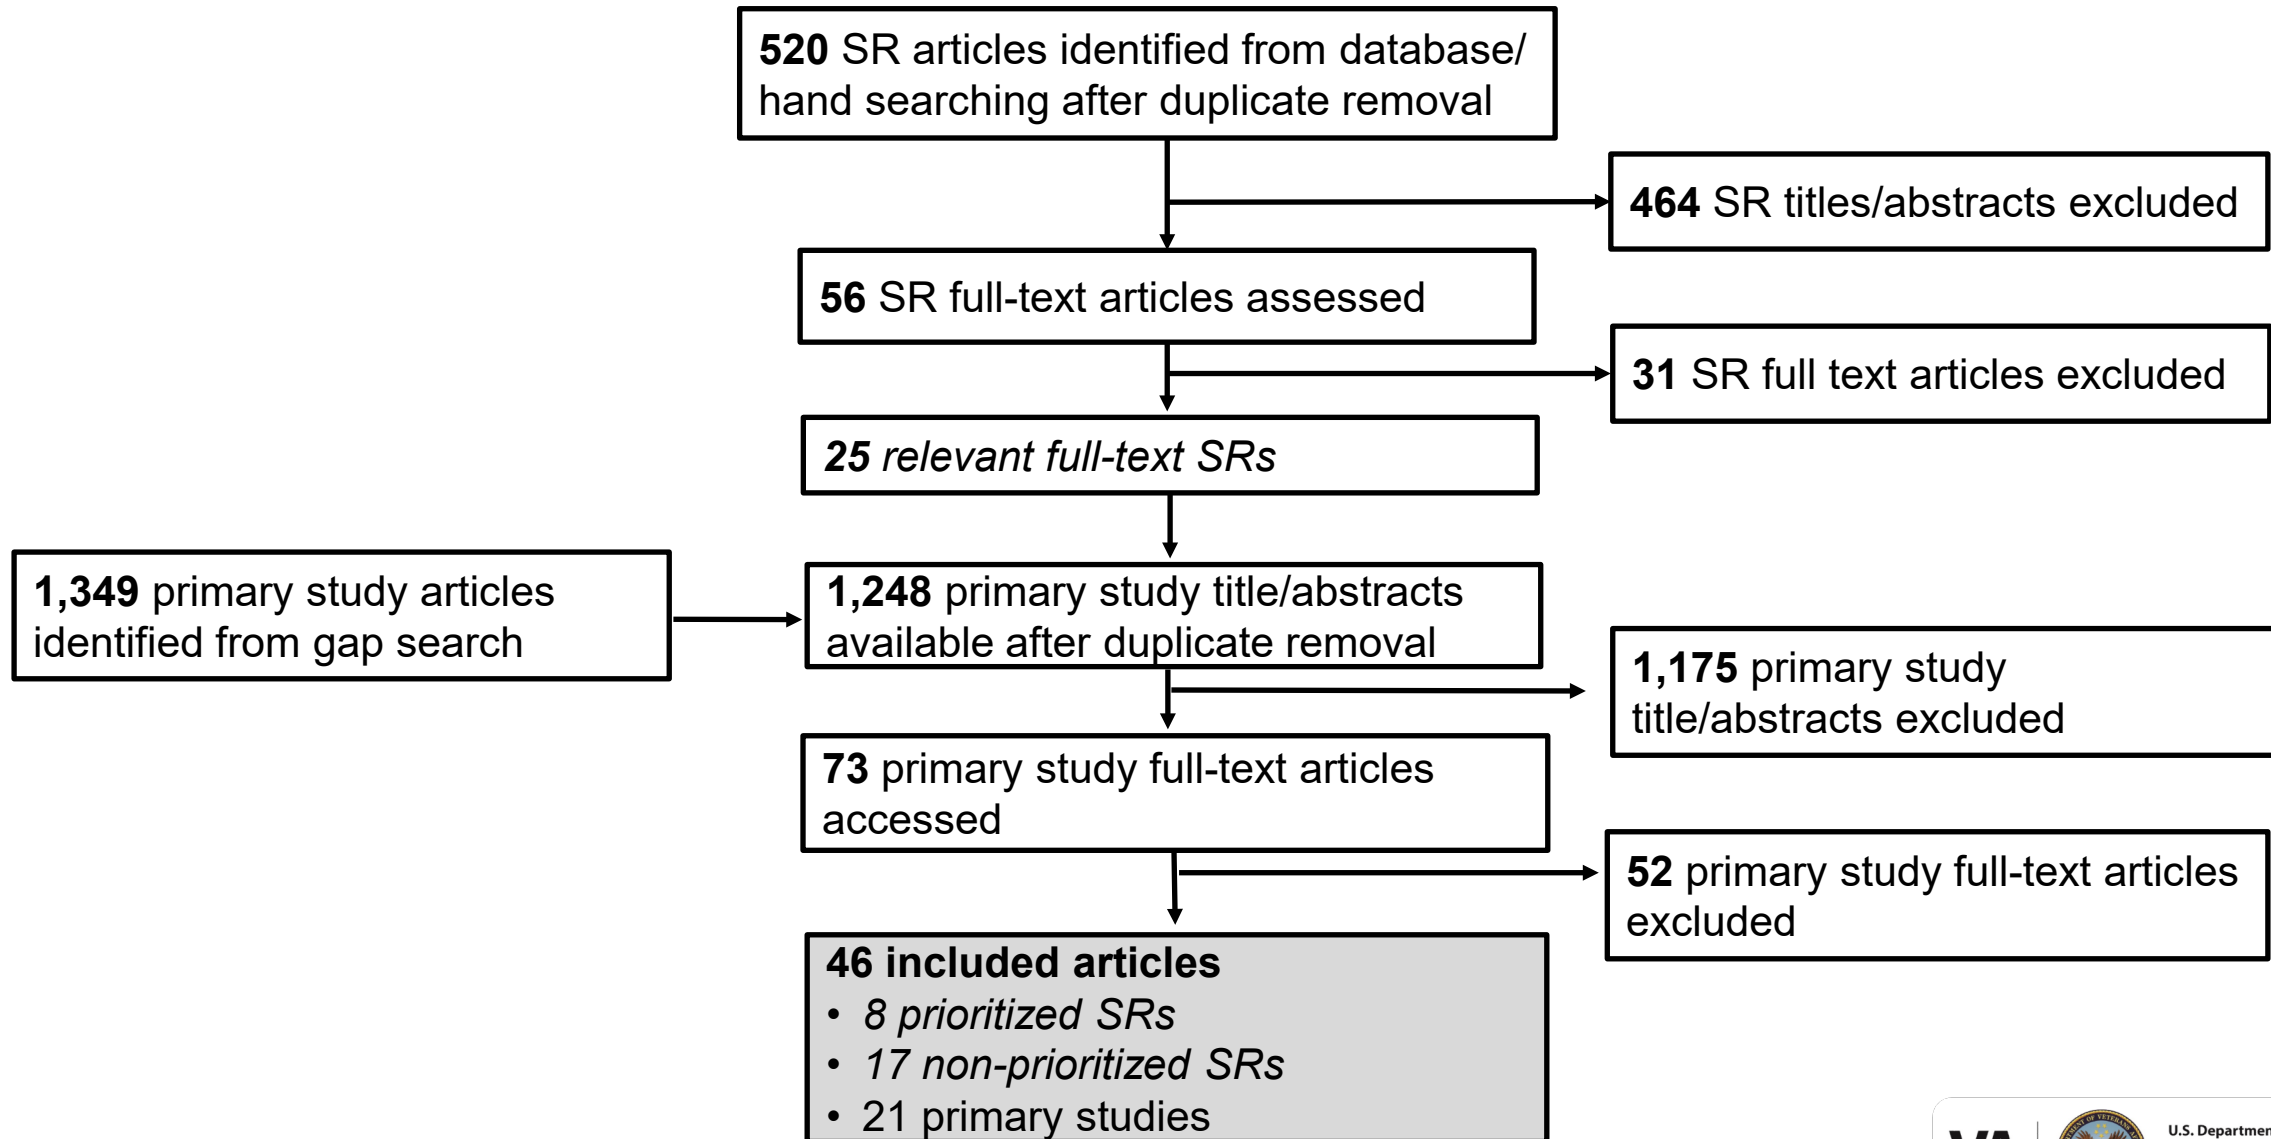 520 SR articles identified from database/
hand searching after duplicate removal
464 SR titles/abstracts excluded
56 SR full-text articles assessed
31 SR full text articles excluded
25 relevant full-text SRs
1,349 primary study articles
identified from gap search
1,248 primary study title/abstracts
available after duplicate removal
1,175 primary study
title/abstracts excluded
73 primary study full-text articles
accessed
52 primary study full-text articles
excluded
46 included articles
• 8 prioritized SRs
• 17 non-prioritized SRs
• 21 primary studies
VA
U.S. Department